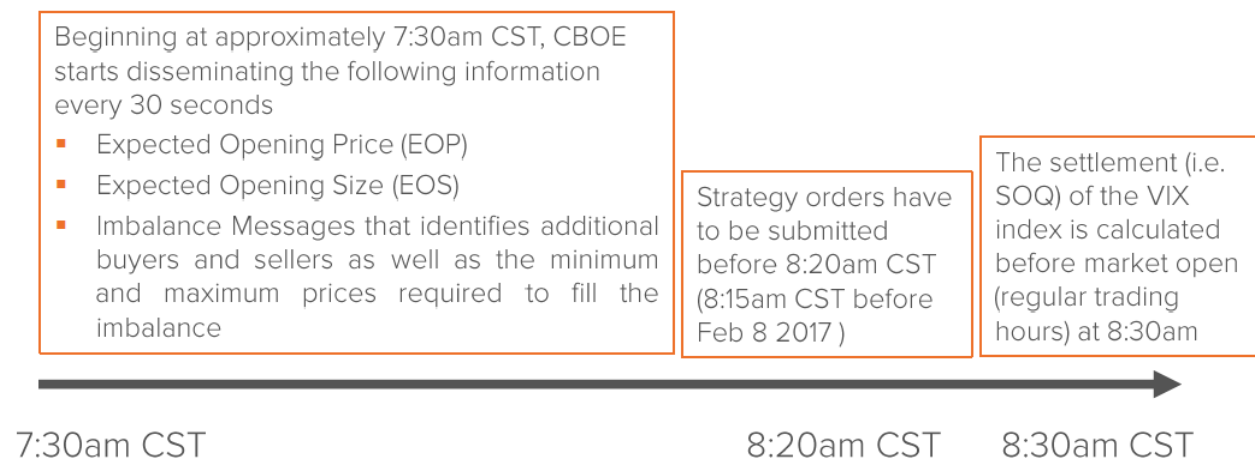 Beginning at approximately 7:30am CST, CBOE
starts disseminating the following information
every 30 seconds
▪ Expected Opening Price (EOP)
▪ Expected Opening Size (EOS)
▪ Imbalance Messages that identifies additional
buyers and sellers as well as the minimum
and maximum prices required to fill the
imbalance
Strategy orders have
to be submitted
before 8:20am CST
(8:15am CST before
Feb 8 2017 )
The settlement (i.e.
SOQ) of the VIX
index is calculated
before market open
(regular trading
hours) at 8:30am
7:30am CST
8:20am CST
8:30am CST